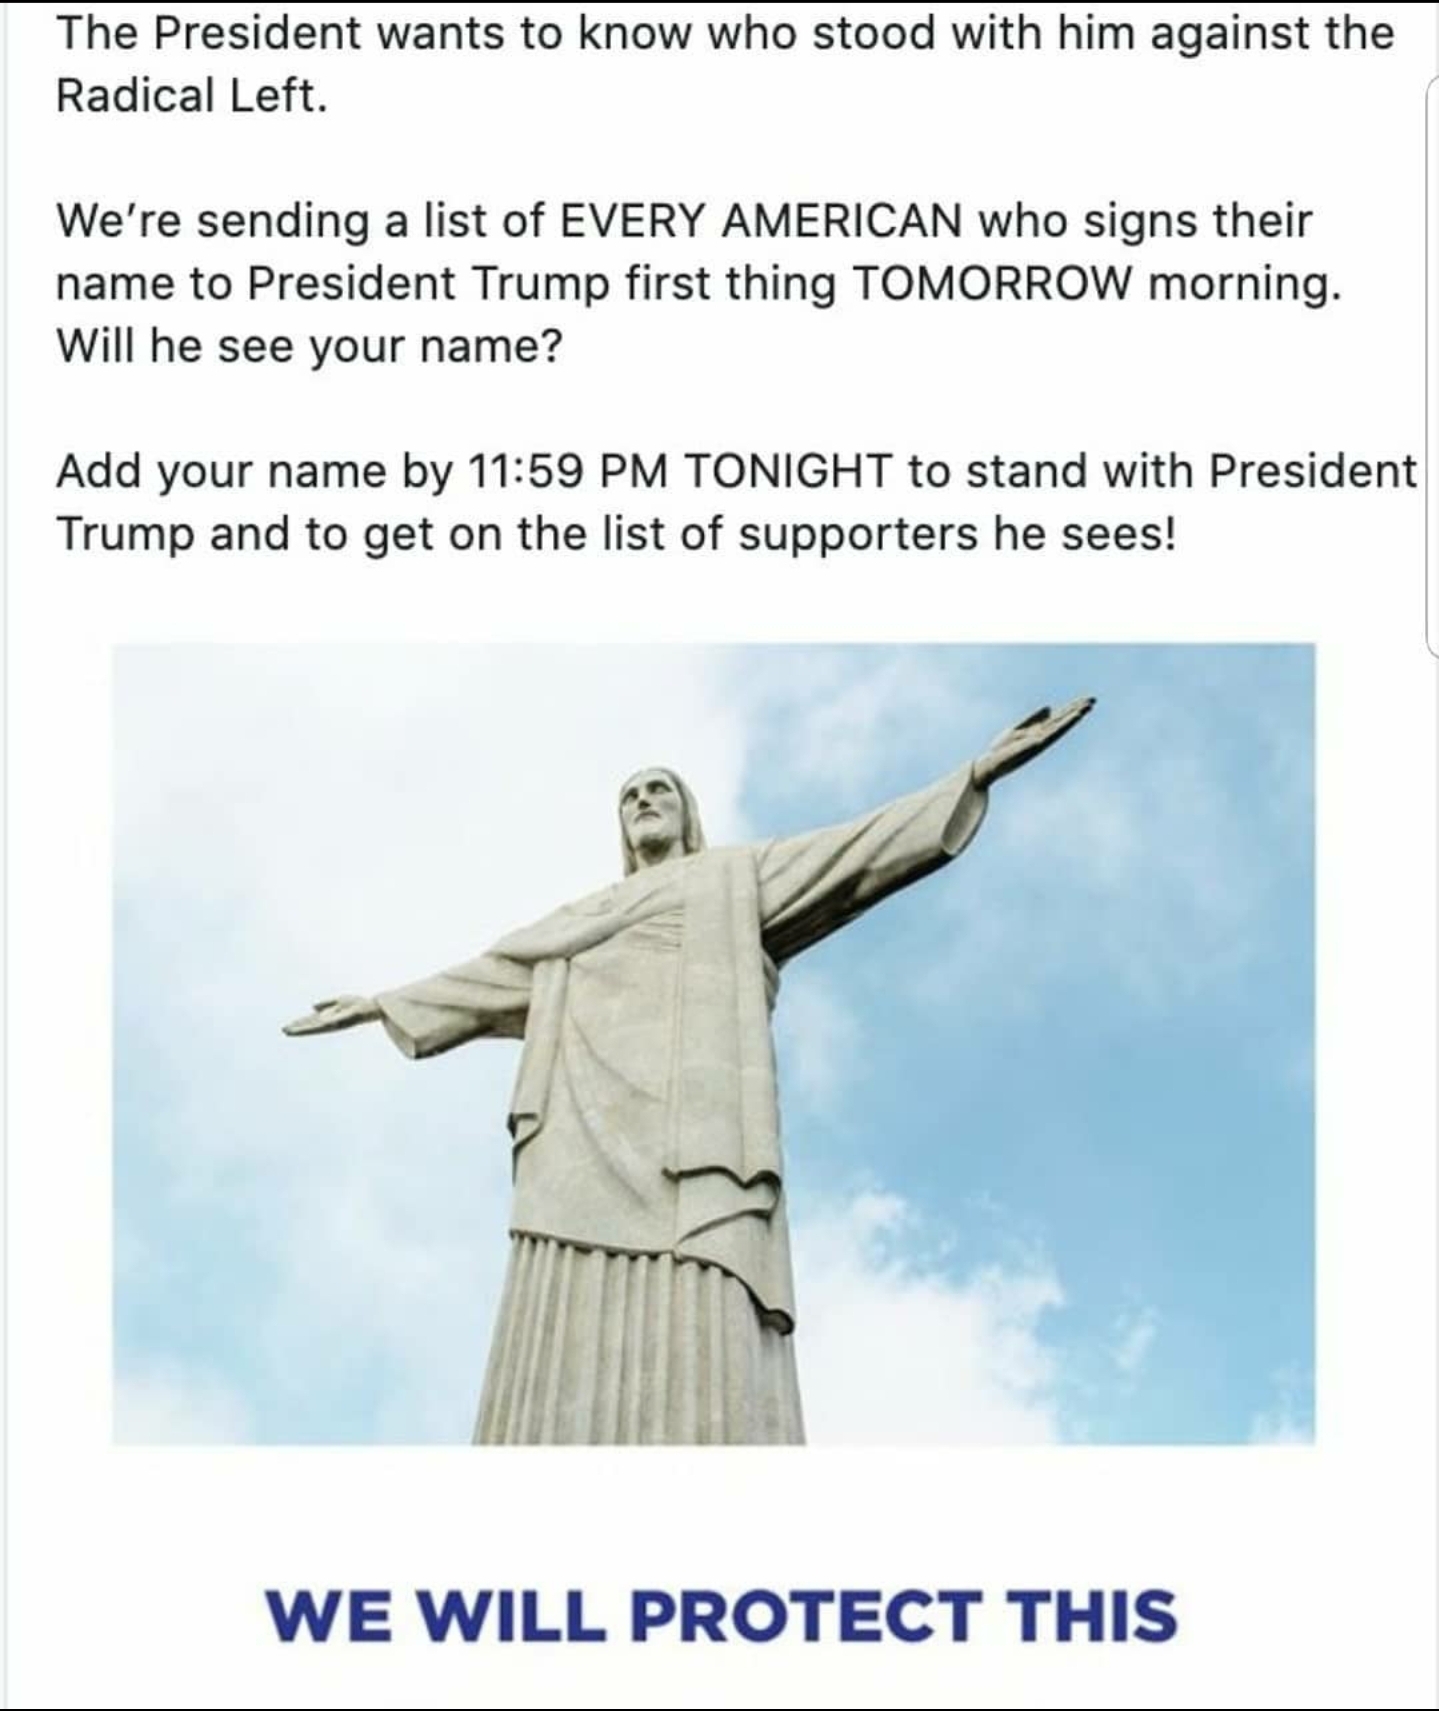 The President wants to know who stood with him against the
Radical Left.
We're sending a list of EVERY AMERICAN who signs their
name to President Trump first thing TOMORROW morning.
Will he see your name?
Add your name by 11:59 PM TONIGHT to stand with President
Trump and to get on the list of supporters he sees!
WE WILL PROTECT THIS